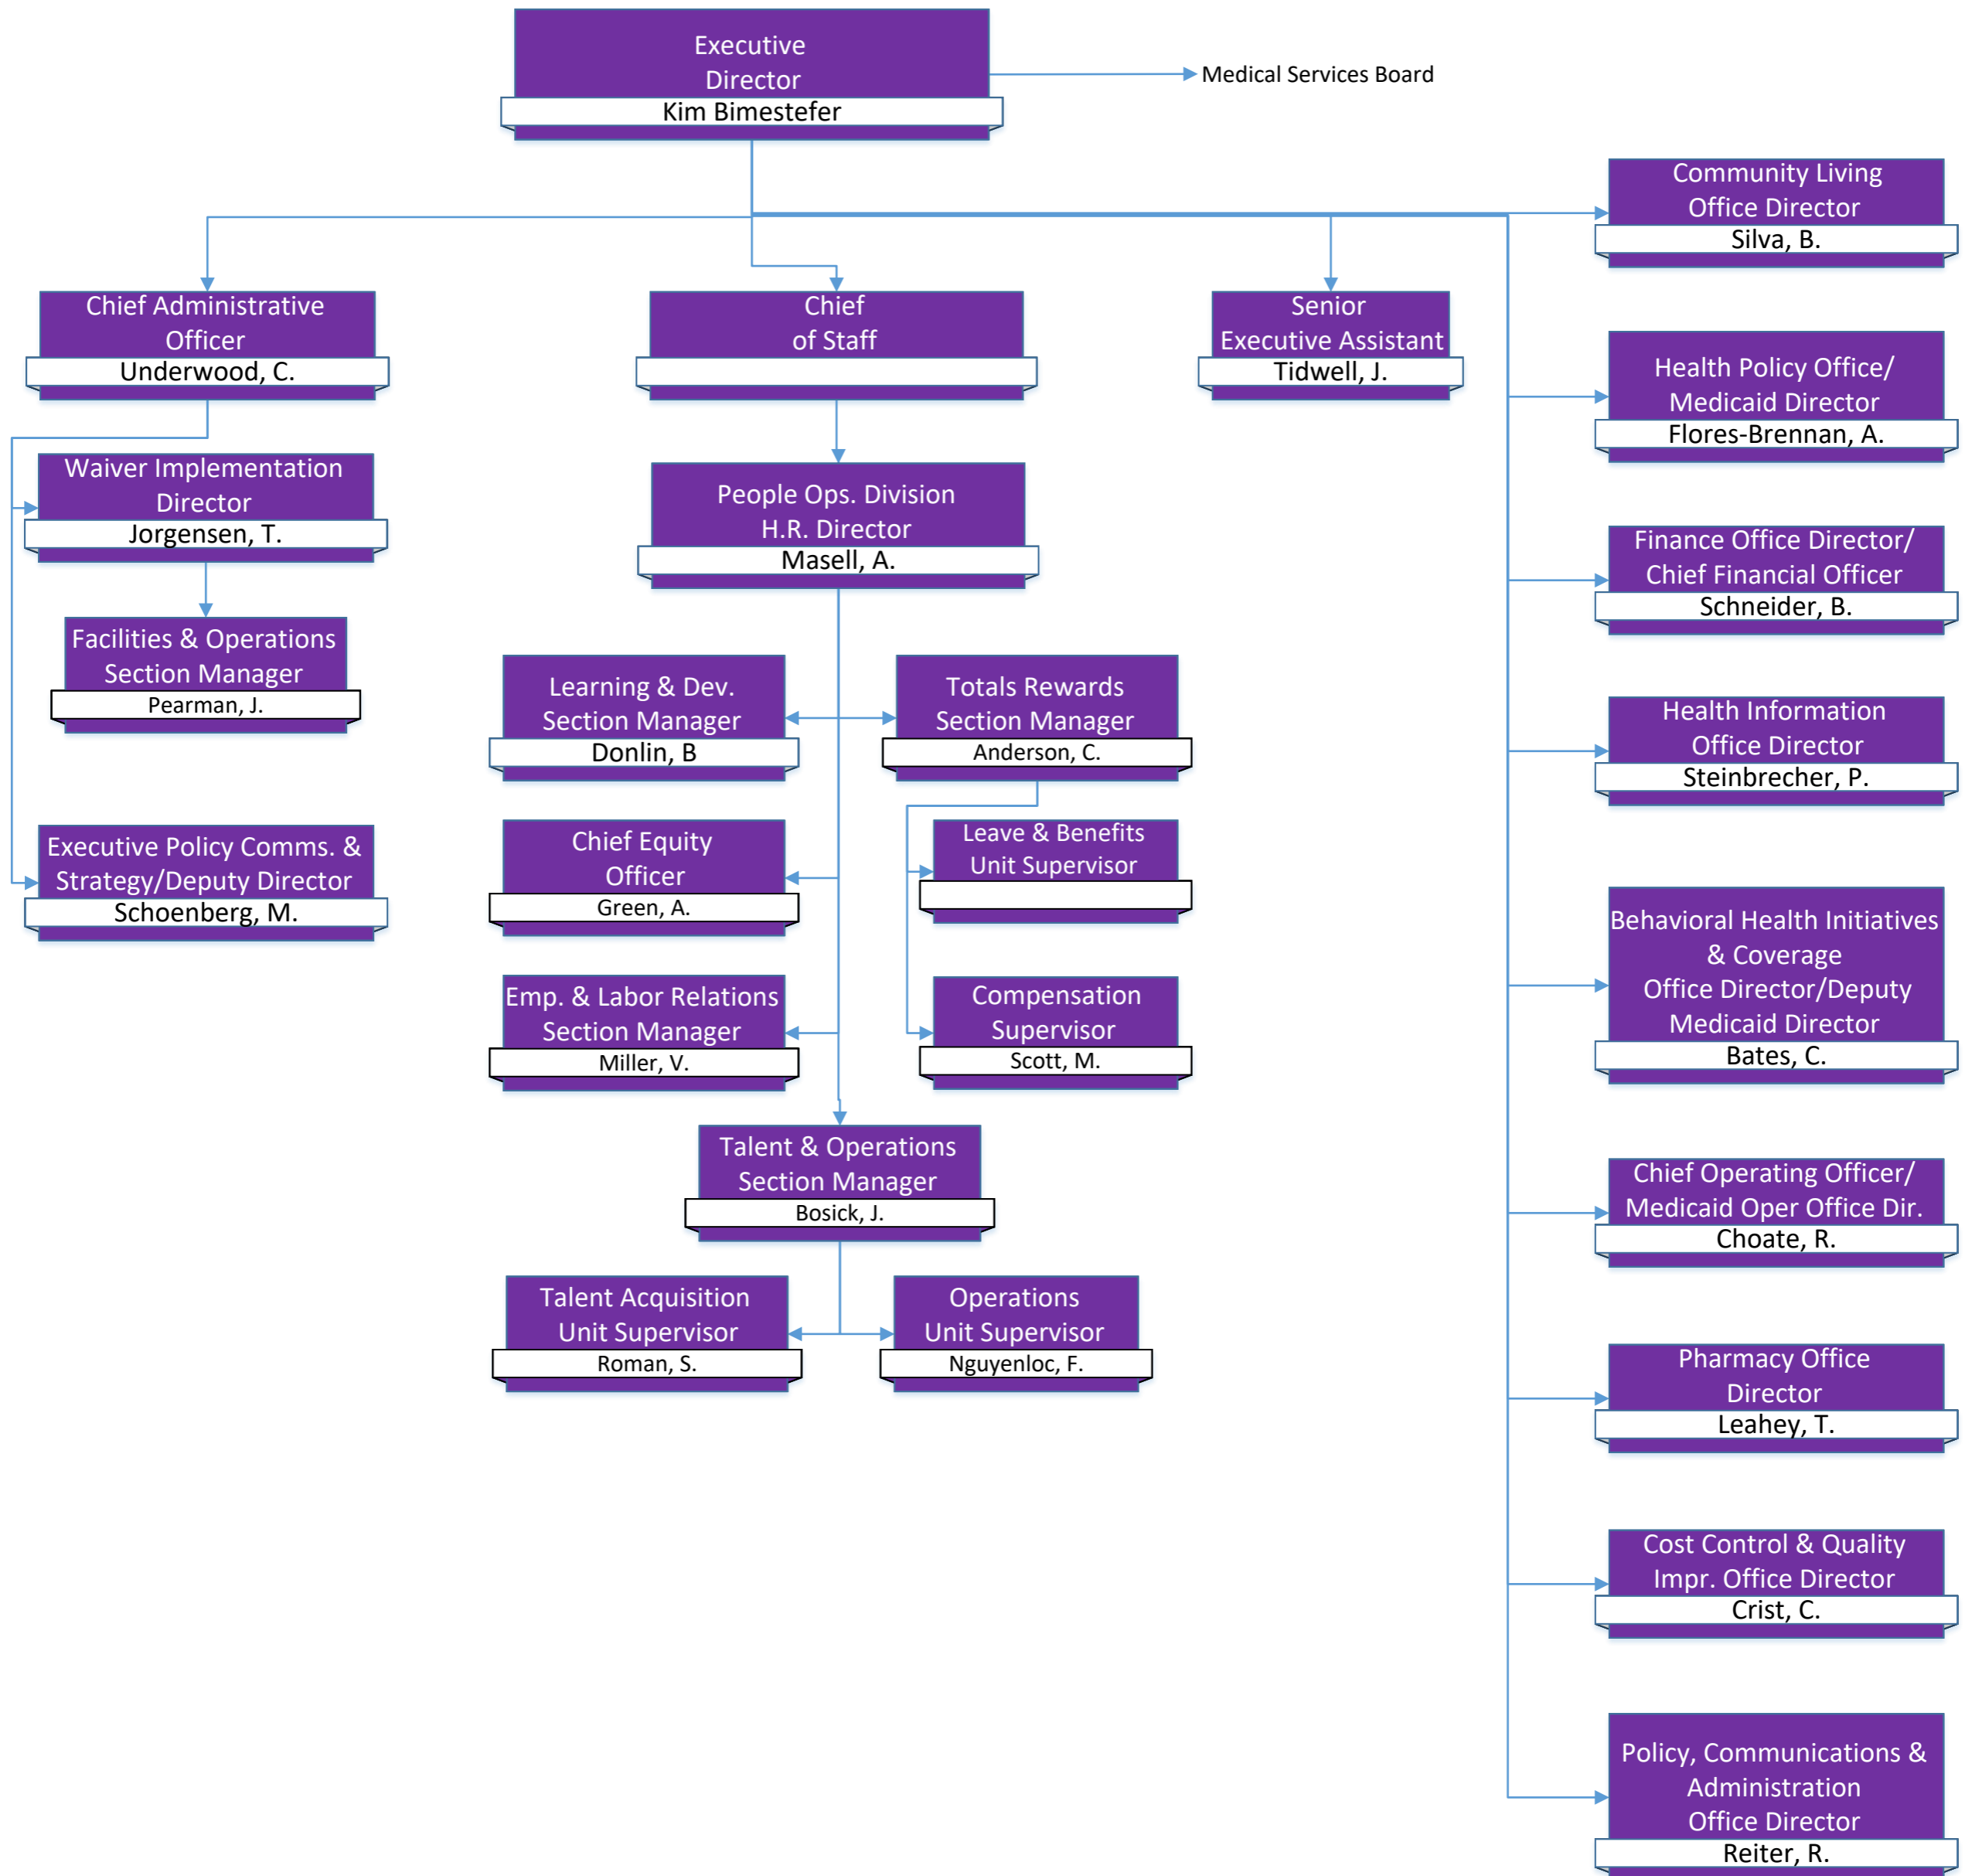 Executive
Director
Kim Bimestefer
Medical Services Board
Chief Administrative
Officer
Underwood, C.
Waiver Implementation
Director
Jorgensen, T.
Facilities & Operations
Section Manager
Pearman, J.
Executive Policy Comms. &
Strategy/Deputy Director
Schoenberg, M.
Chief
of Staff
People Ops. Division
H.R. Director
Masell, A.
Learning & Dev.
Section Manager
Donlin, B
Totals Rewards
Section Manager
Anderson, C.
Chief Equity
Officer
Green, A.
Leave & Benefits
Unit Supervisor
Emp. & Labor Relations
Section Manager
Miller, V.
Compensation
Supervisor
Scott, M.
Talent & Operations
Section Manager
Bosick, J.
Talent Acquisition
Unit Supervisor
Roman, S.
Operations
Unit Supervisor
Nguyenloc, F.
Senior
Executive Assistant
Tidwell, J.
Community Living
Office Director
Silva, B.
Health Policy Office/
Medicaid Director
Flores-Brennan, A.
Finance Office Director/
Chief Financial Officer
Schneider, B.
Health Information
Office Director
Steinbrecher, P.
Behavioral Health Initiatives
& Coverage
Office Director/Deputy
Medicaid Director
Bates, C.
Chief Operating Officer/
Medicaid Oper Office Dir.
Choate, R.
Pharmacy Office
Director
Leahey, T.
Cost Control & Quality
Impr. Office Director
Crist, C.
Policy, Communications &
Administration
Office Director
Reiter, R.